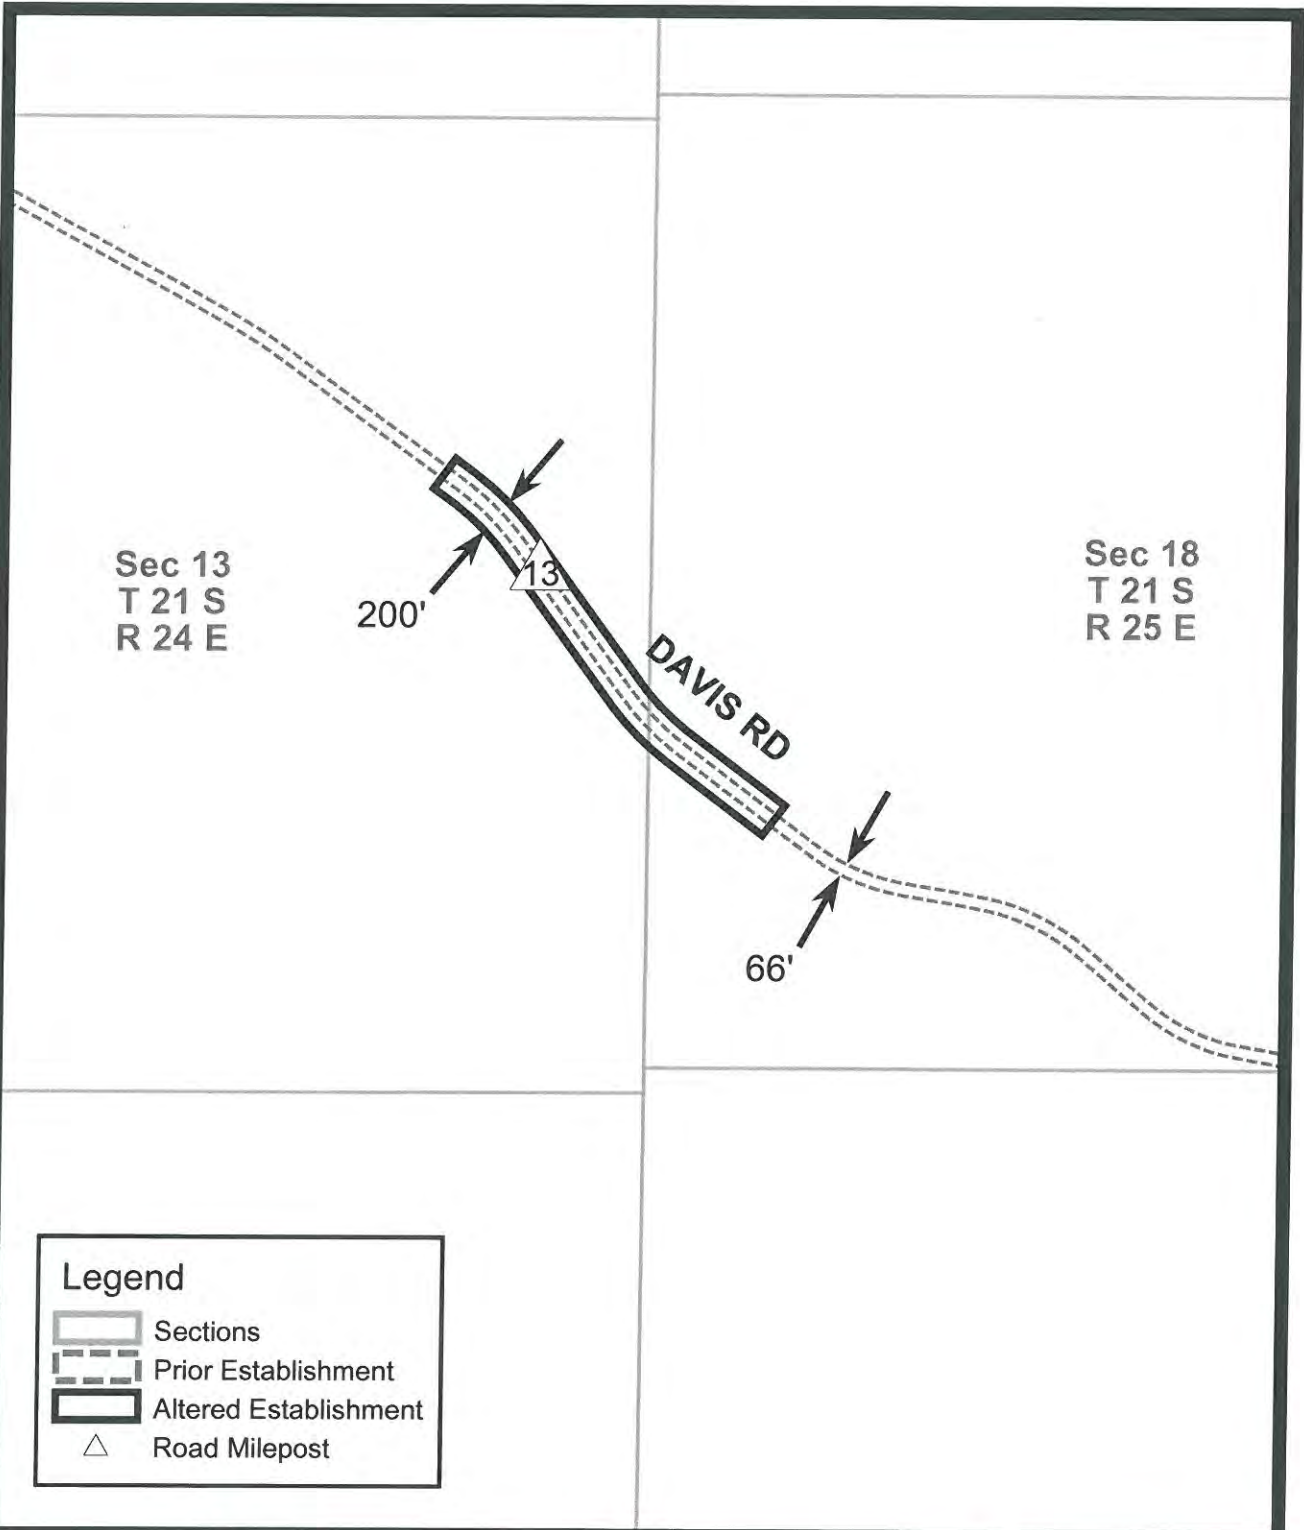 Sec 13
T 21 S
R 24 E
200'
13
DAVIS RD
Sec 18
T 21 S
R 25 E
66'
Legend
Sections
Prior Establishment
Altered Establishment
Road Milepost